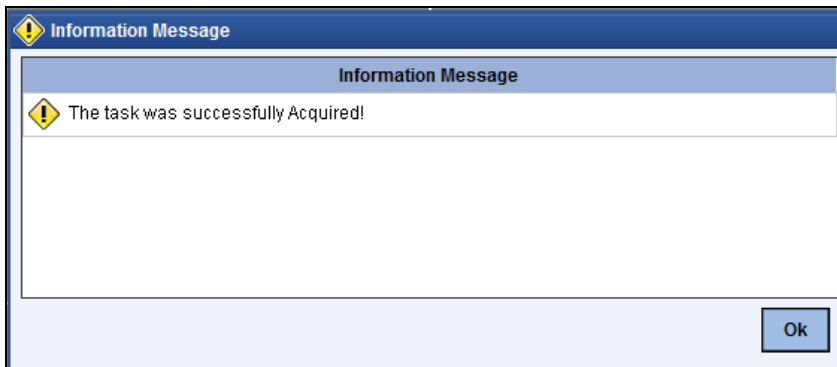 Information Message
Information Message
The task was successfully Acquired!
Ok